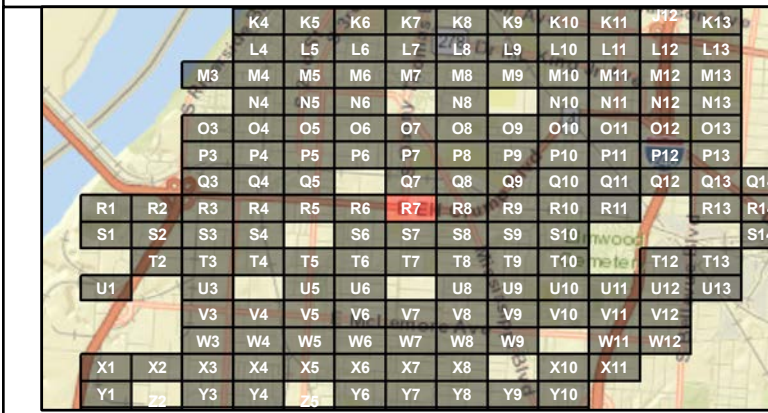 K4 K5 K6 K7 K8 K9 K10 K11 J12 K13
L4 L5 L6 L7 L8 L9 L10 L11 L12 L13
M3 M4 M5 M6 M7 M8 M9 M10 M11 M12 M13
N4 N5 N6 N8 N10 N11 N12 N13
O3 O4 O5 O6 O7 O8 O9 O10 O11 O12 O13
P3 P4 P5 P6 P7 P8 P9 P10 P11 P12 P13
Q3 Q4 Q5 Q7 Q8 Q9 Q10 Q11 Q12 Q13
R1 R2 R3 R4 R5 R6 R7 R8 R9 R10 R11 R13
S1 S2 S3 S4 S6 S7 S8 S9 S10 S14
T2 T3 T4 T5 T6 T7 T8 T9 T10 T12 T13
U1 U3 U5 U6 U8 U9 U10 U11 U12 U13
V3 V4 V5 V6 V7 V8 V9 V10 V11 V12
W3 W4 W5 W6 W7 W8 W9 W11 W12
X1 X2 X3 X4 X5 X6 X7 X8 X10 X11
Y1 Z2 Y3 Y4 Z5 Y6 Y7 Y8 Y9 Y10
S Riverside
E McLemore Ave
Mississippi Blvd